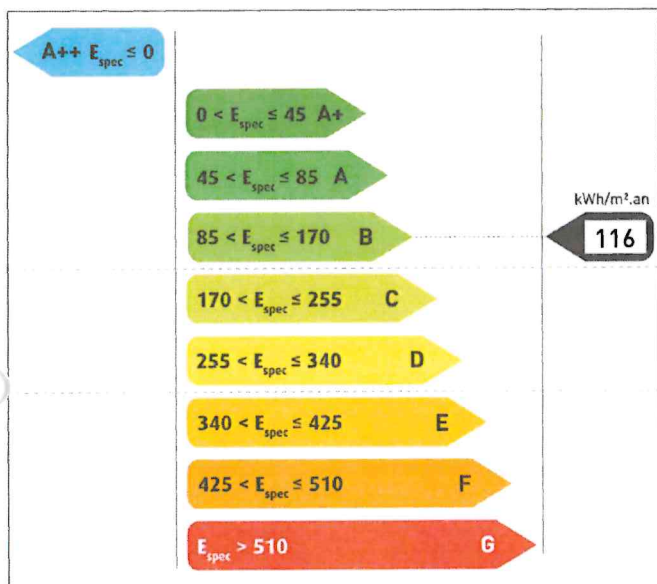 A++ Espec ≤ 0
0 < Espec ≤ 45 A+
45 < Espec ≤ 85 A
kWh/m².an
85 < Espec ≤ 170 B
116
170 < Espec ≤ 255 C
255 < Espec ≤ 340 D
340 < Espec ≤ 425 E
425 < Espec ≤ 510 F
Espec > 510 G